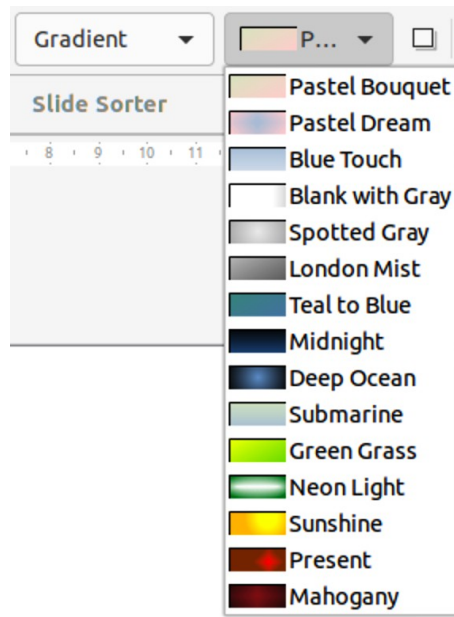 Gradient P...
Slide Sorter
8 9 10 11
Pastel Bouquet
Pastel Dream
Blue Touch
Blank with Gray
Spotted Gray
London Mist
Teal to Blue
Midnight
Deep Ocean
Submarine
Green Grass
Neon Light
Sunshine
Present
Mahogany